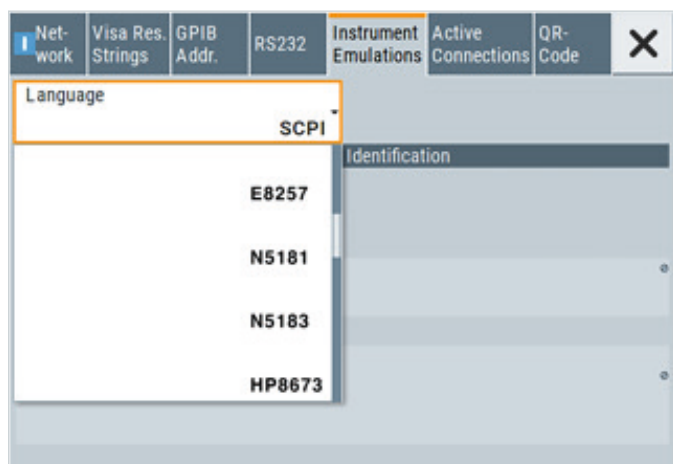 Net-
work
Visa Res.
Strings
GPIB
Addr.
RS232
Instrument
Emulations
Active
Connections
QR-
Code
Language
SCPI
Identification
E8257
N5181
N5183
HP8673